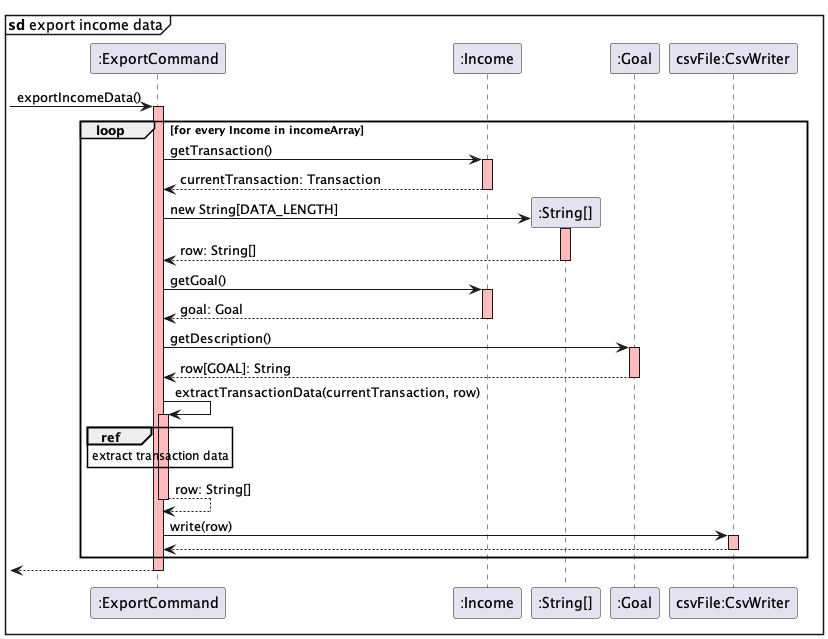 sd export income data
:ExportCommand :Income :Goal csvFile:CsvWriter
exportIncomeData()
loop [for every Income in incomeArray]
getTransaction()
currentTransaction: Transaction
new String[DATA_LENGTH] :String[]
row: String[]
getGoal()
goal: Goal
getDescription()
row[GOAL]: String
extractTransactionData(currentTransaction, row)
ref
extract transaction data
row: String[]
write(row)
:ExportCommand :Income :String[] :Goal csvFile:CsvWriter